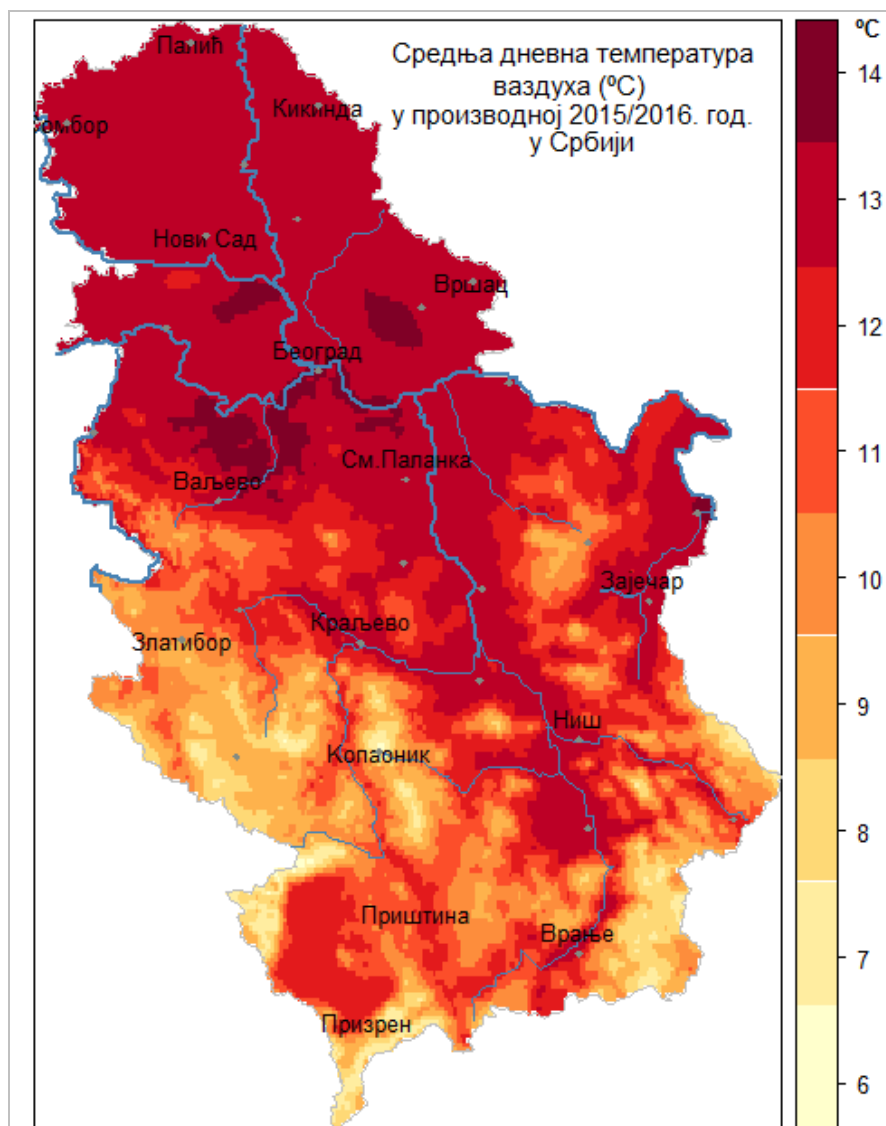 Средња дневна температура
ваздуха (ºC)
у производној 2015/2016. год.
у Србији
ºC
14
13
12
11
10
9
8
7
6
Палић
Кикинда
Сомбор
Нови Сад
Вршац
Београд
См.Паланка
Ваљево
Зајечар
Краљево
Златибор
Ниш
Копаоник
Приштина
Врање
Призрен